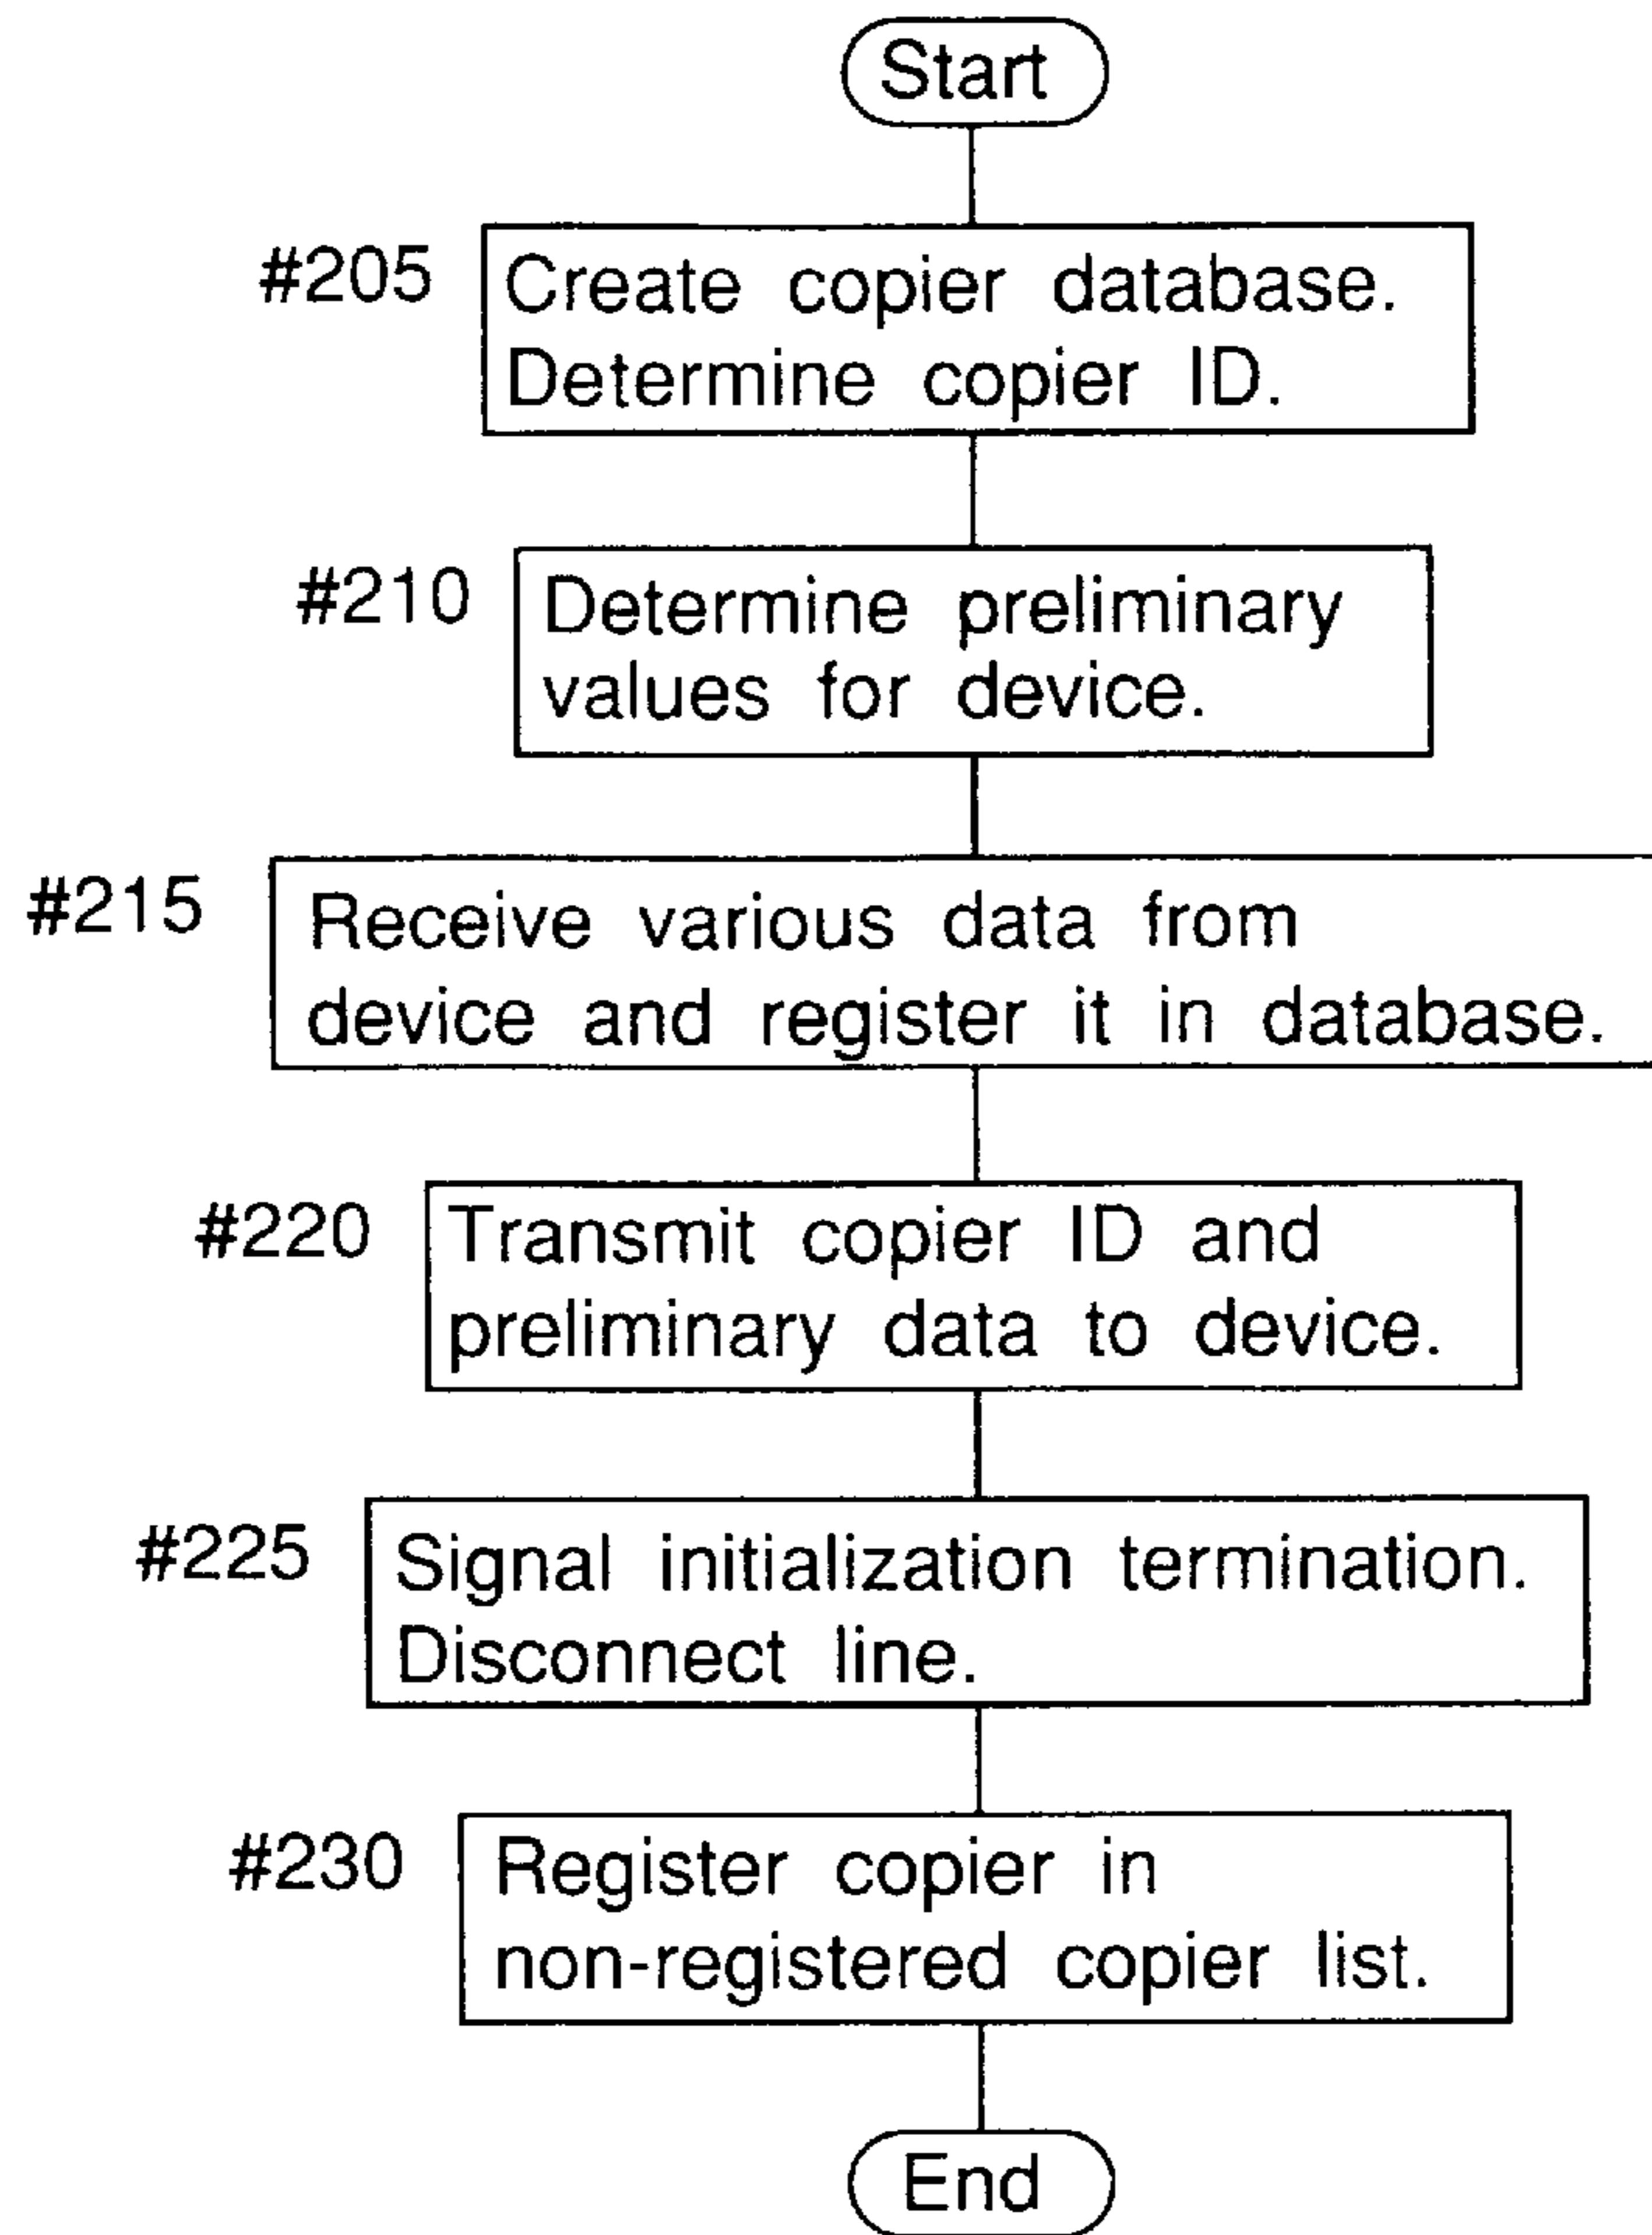 Start
#205
Create copier database.
Determine copier ID.
#210
Determine preliminary
values for device.
#215
Receive various data from
device and register it in database.
#220
Transmit copier ID and
preliminary data to device.
#225
Signal initialization termination.
Disconnect line.
#230
Register copier in
non-registered copier list.
End